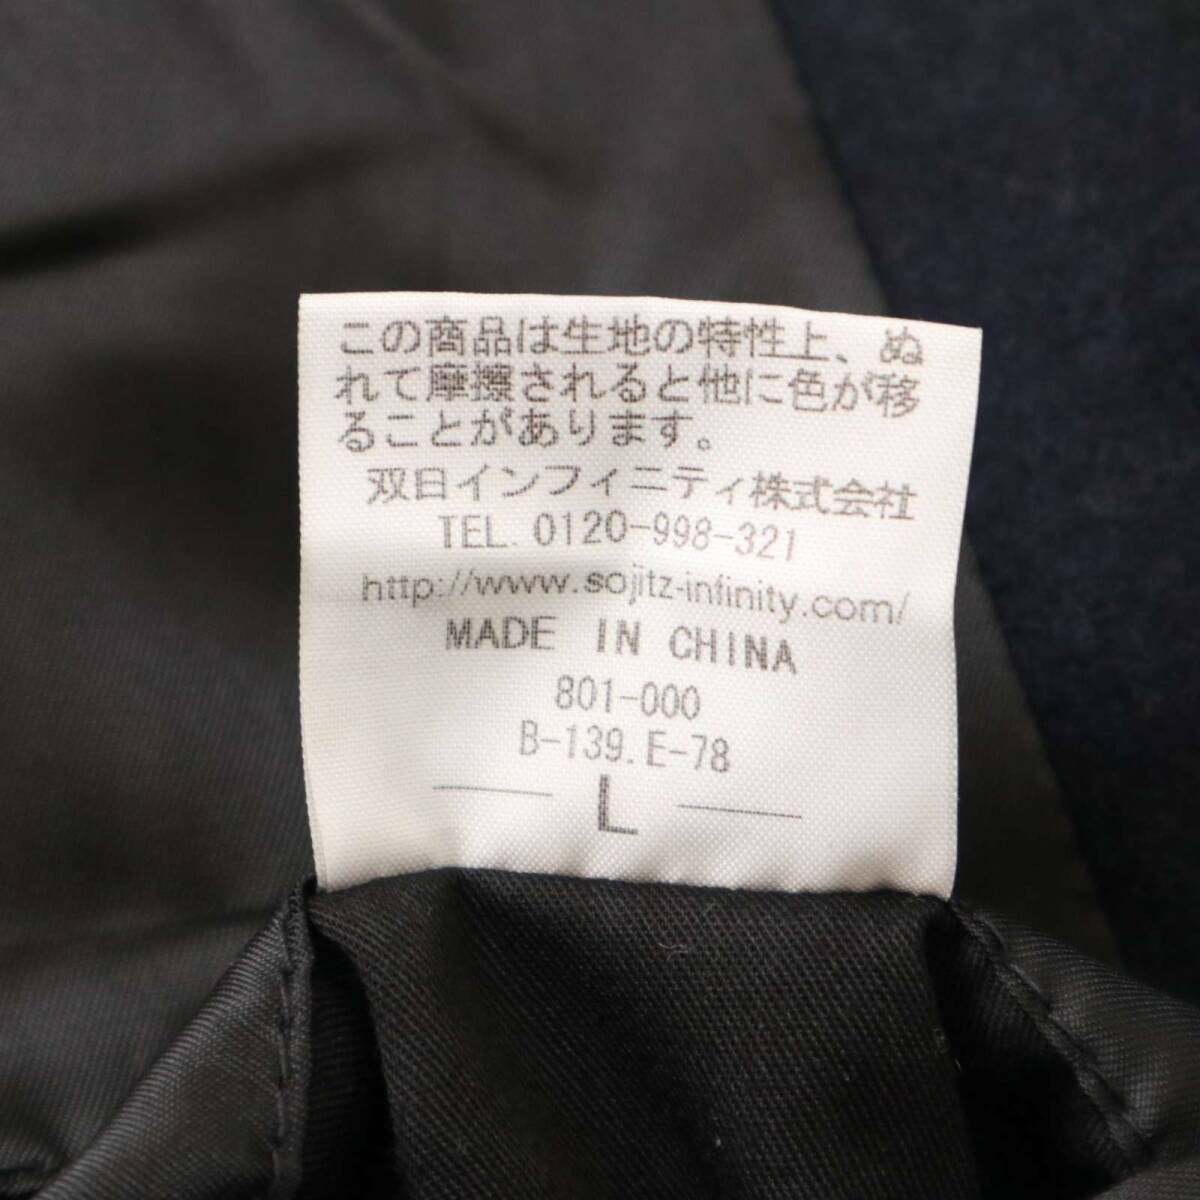 この商品は生地の特性上、ぬ
れて摩擦されると他に色が移
ることがあります。
双日インフィニティ株式会社
TEL. 0120-998-321
http://www.sojitz-infinity.com/
MADE IN CHINA
801-000
B-139. E-78
L